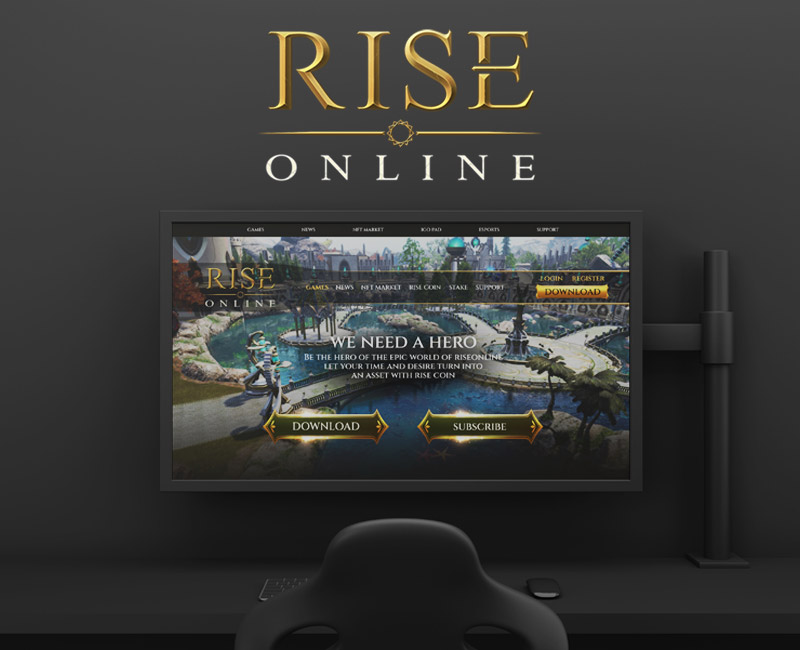 RISE
ONLINE
GAMES NEWS NFT MARKET IGO PAD ESPORTS SUPPORT
RISE
ONLINE
GAMES NEWS NFT MARKET RISE COIN STAKE SUPPORT
LOGIN REGISTER
DOWNLOAD
WE NEED A HERO
BE THE HERO OF THE EPIC WORLD OF RISEONLINE
LET YOUR TIME AND DESIRE TURN INTO
AN ASSET WITH RISE COIN
DOWNLOAD
SUBSCRIBE